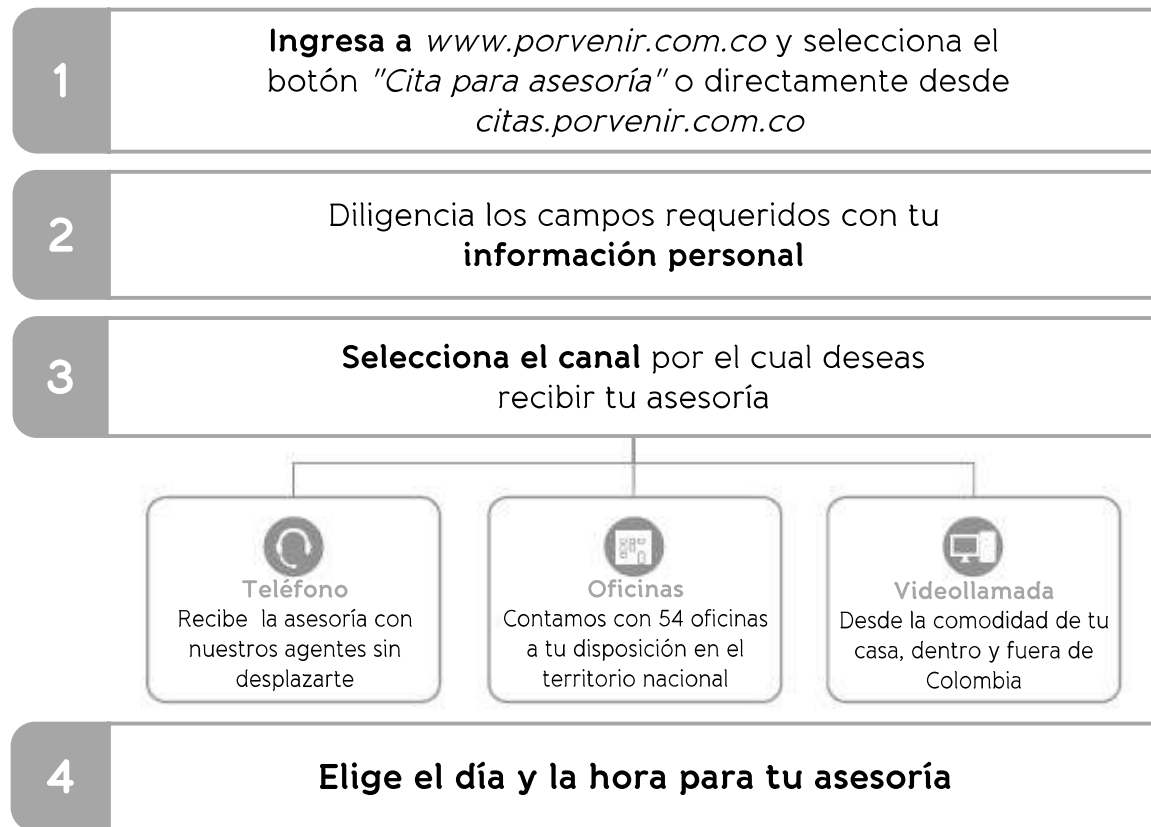 1
Ingresa a www.porvenir.com.co y selecciona el
botón "Cita para asesoría" o directamente desde
citas.porvenir.com.co
2
Diligencia los campos requeridos con tu
información personal
3
Selecciona el canal por el cual deseas
recibir tu asesoría
Teléfono
Recibe la asesoría con
nuestros agentes sin
desplazarte
Oficinas
Contamos con 54 oficinas
a tu disposición en el
territorio nacional
Videollamada
Desde la comodidad de tu
casa, dentro y fuera de
Colombia
4
Elige el día y la hora para tu asesoría